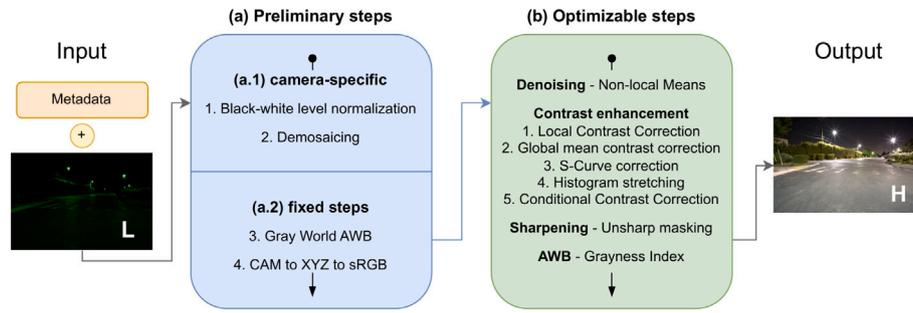 Input
Metadata
+
L
(a) Preliminary steps
(a.1) camera-specific
1. Black-white level normalization
2. Demosaicing
(a.2) fixed steps
3. Gray World AWB
4. CAM to XYZ to sRGB
(b) Optimizable steps
Denoising - Non-local Means
Contrast enhancement
1. Local Contrast Correction
2. Global mean contrast correction
3. S-Curve correction
4. Histogram stretching
5. Conditional Contrast Correction
Sharpening - Unsharp masking
AWB - Grayness Index
Output
H